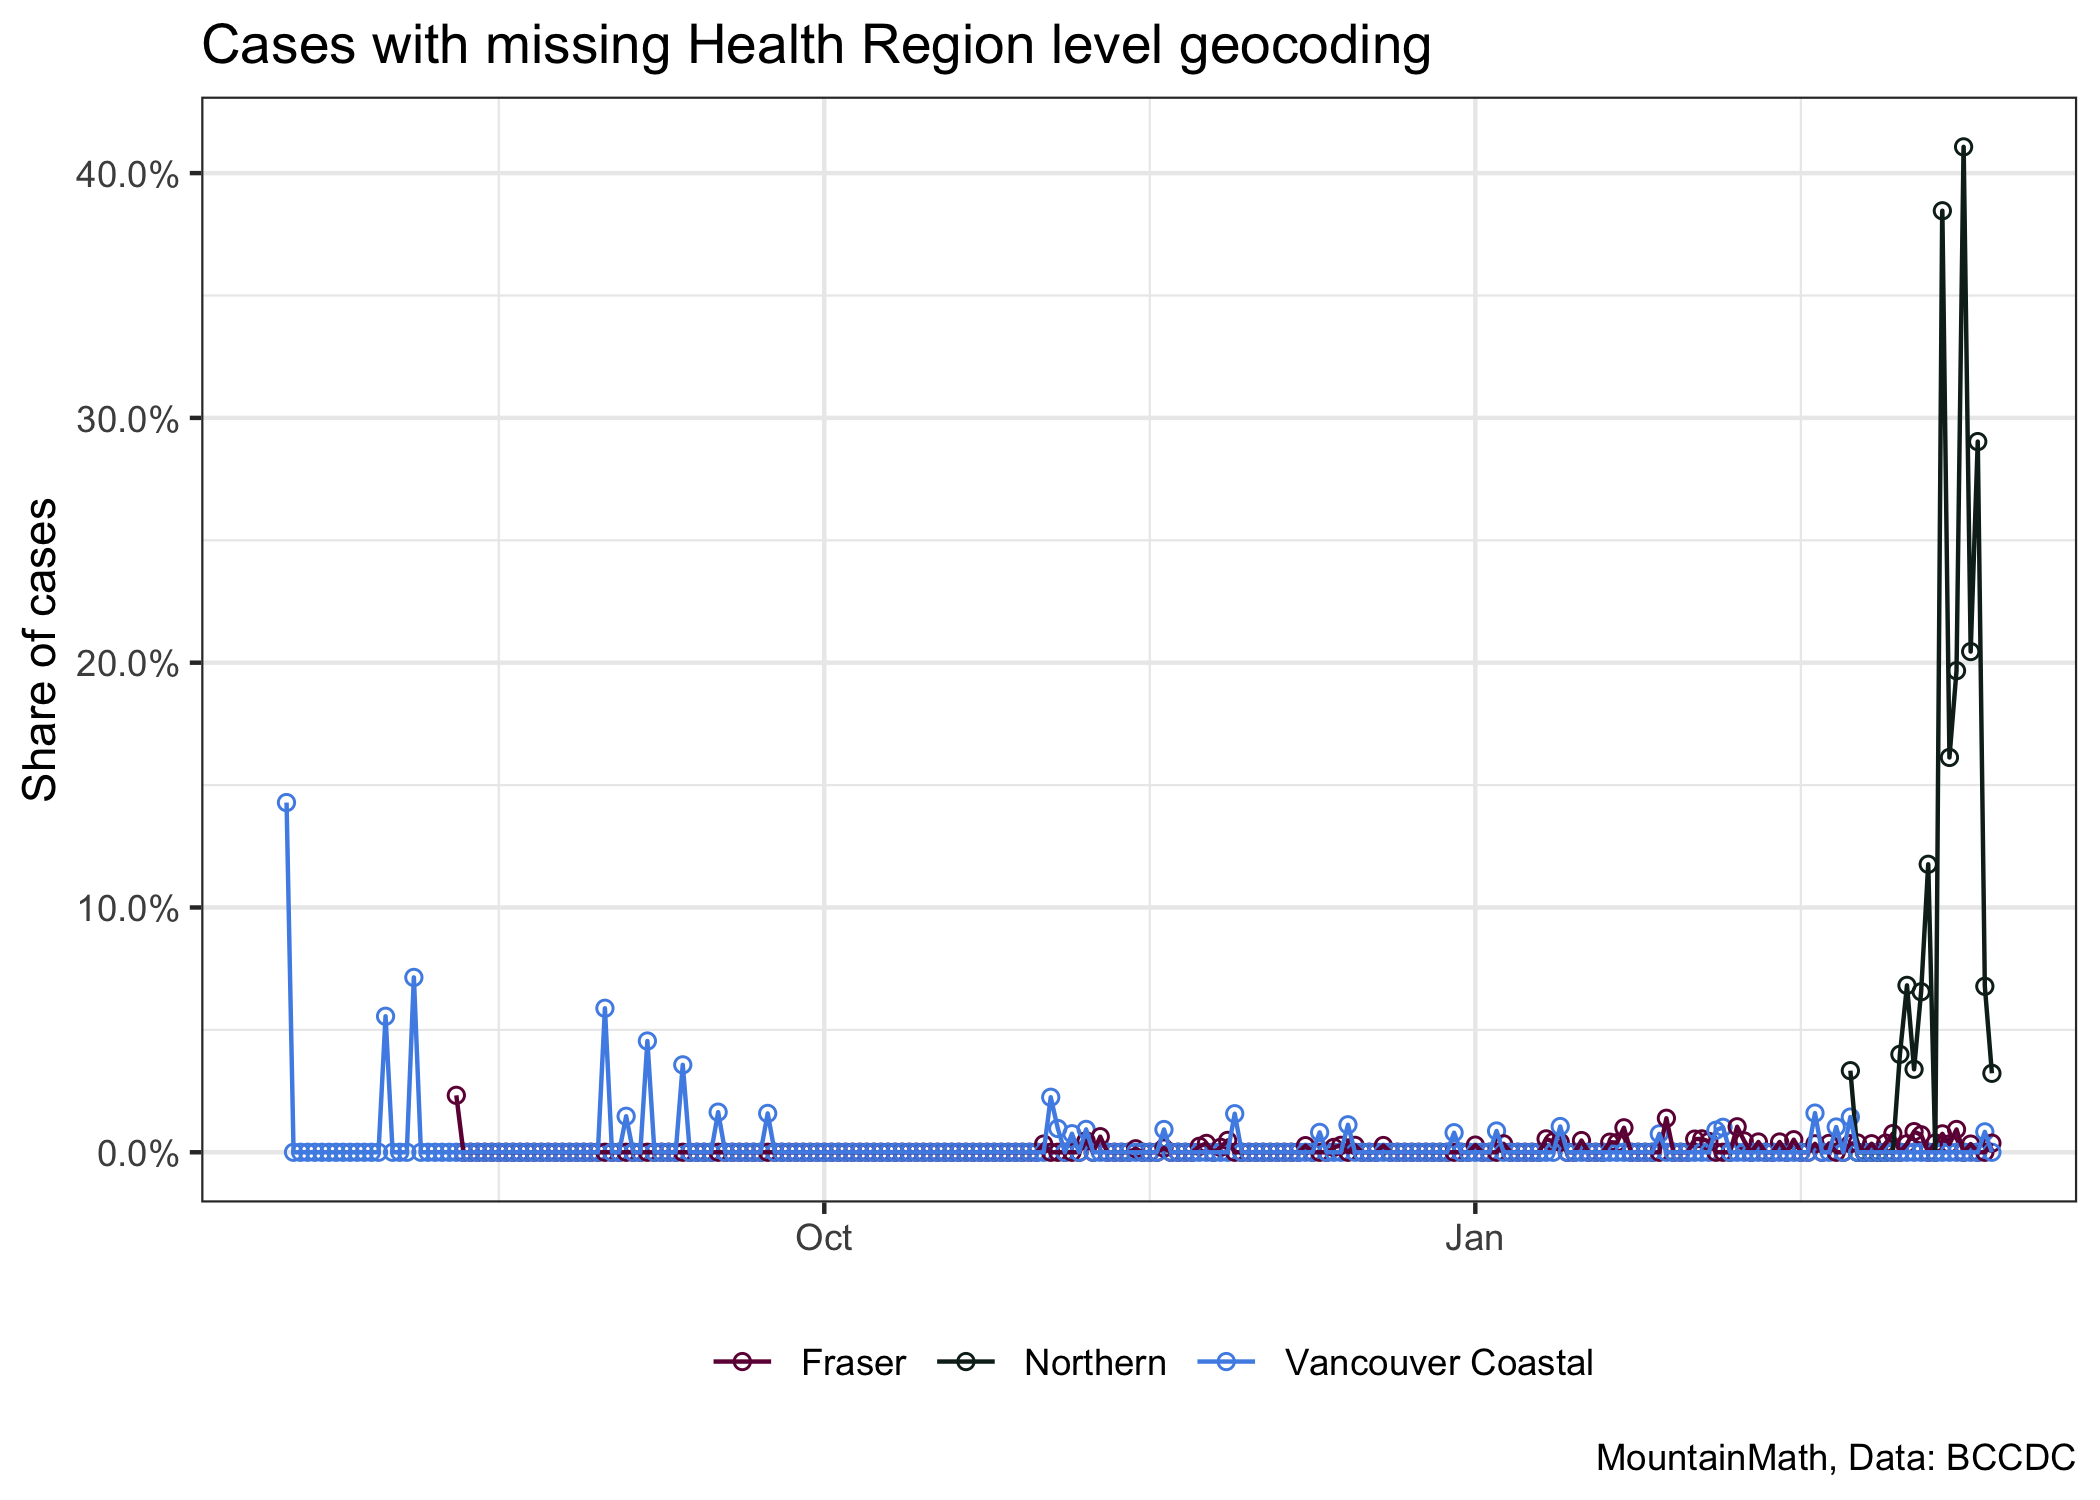 Cases with missing Health Region level geocoding
40.0%
30.0%
20.0%
10.0%
0.0%
Share of cases
Oct
Jan
Fraser
Northern
Vancouver Coastal
MountainMath, Data: BCCDC